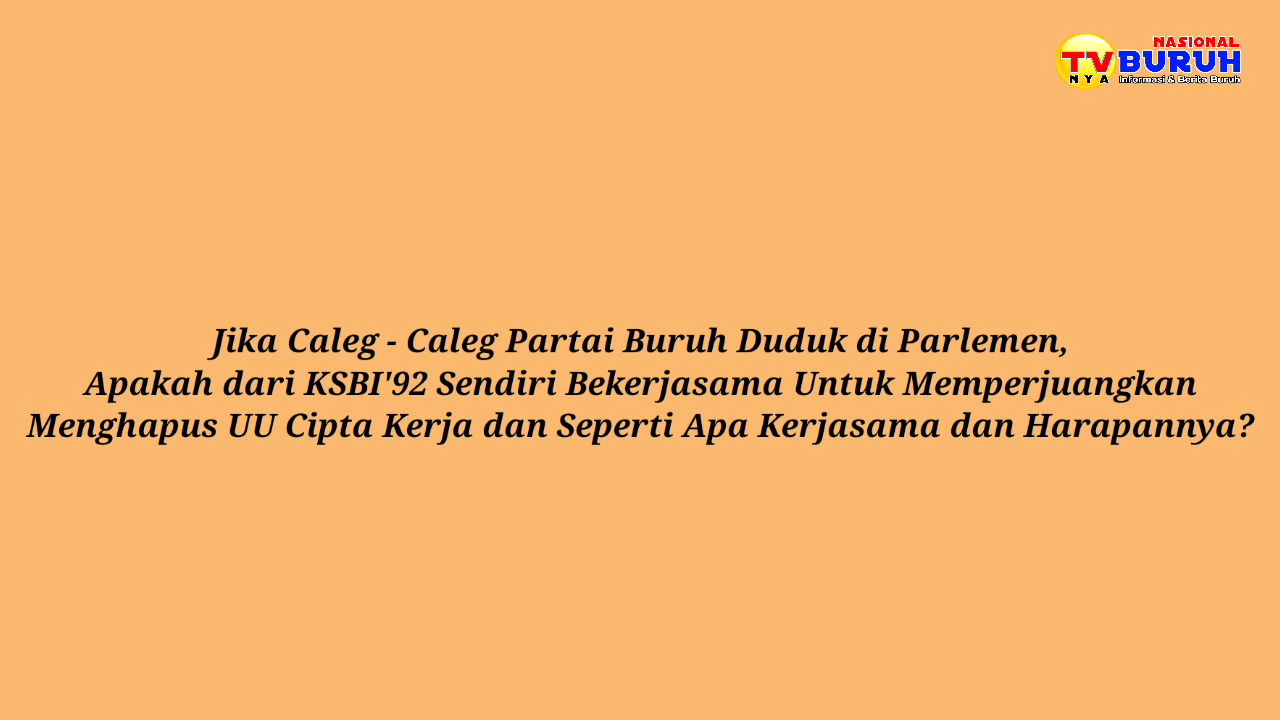 NASIONAL
TV BURUH
NYA Informasi & Berita Buruh
Jika Caleg - Caleg Partai Buruh Duduk di Parlemen,
Apakah dari KSBI'92 Sendiri Bekerjasama Untuk Memperjuangkan
Menghapus UU Cipta Kerja dan Seperti Apa Kerjasama dan Harapannya?